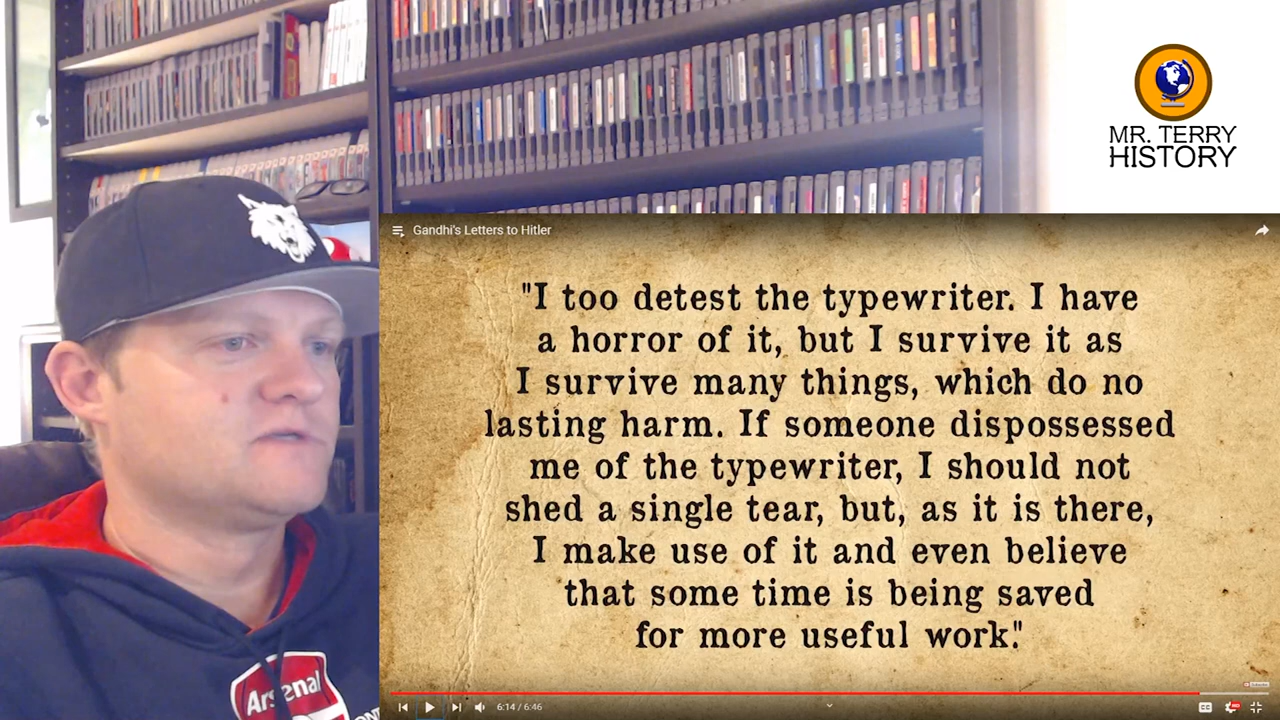 MR. TERRY
HISTORY
Gandhi's Letters to Hitler
"I too detest the typewriter. I have
a horror of it, but I survive it as
I survive many things, which do no
lasting harm. If someone dispossessed
me of the typewriter, I should not
shed a single tear, but, as it is there,
I make use of it and even believe
that some time is being saved
for more useful work."
Arsenal
6:14 / 6:46
CC
HD